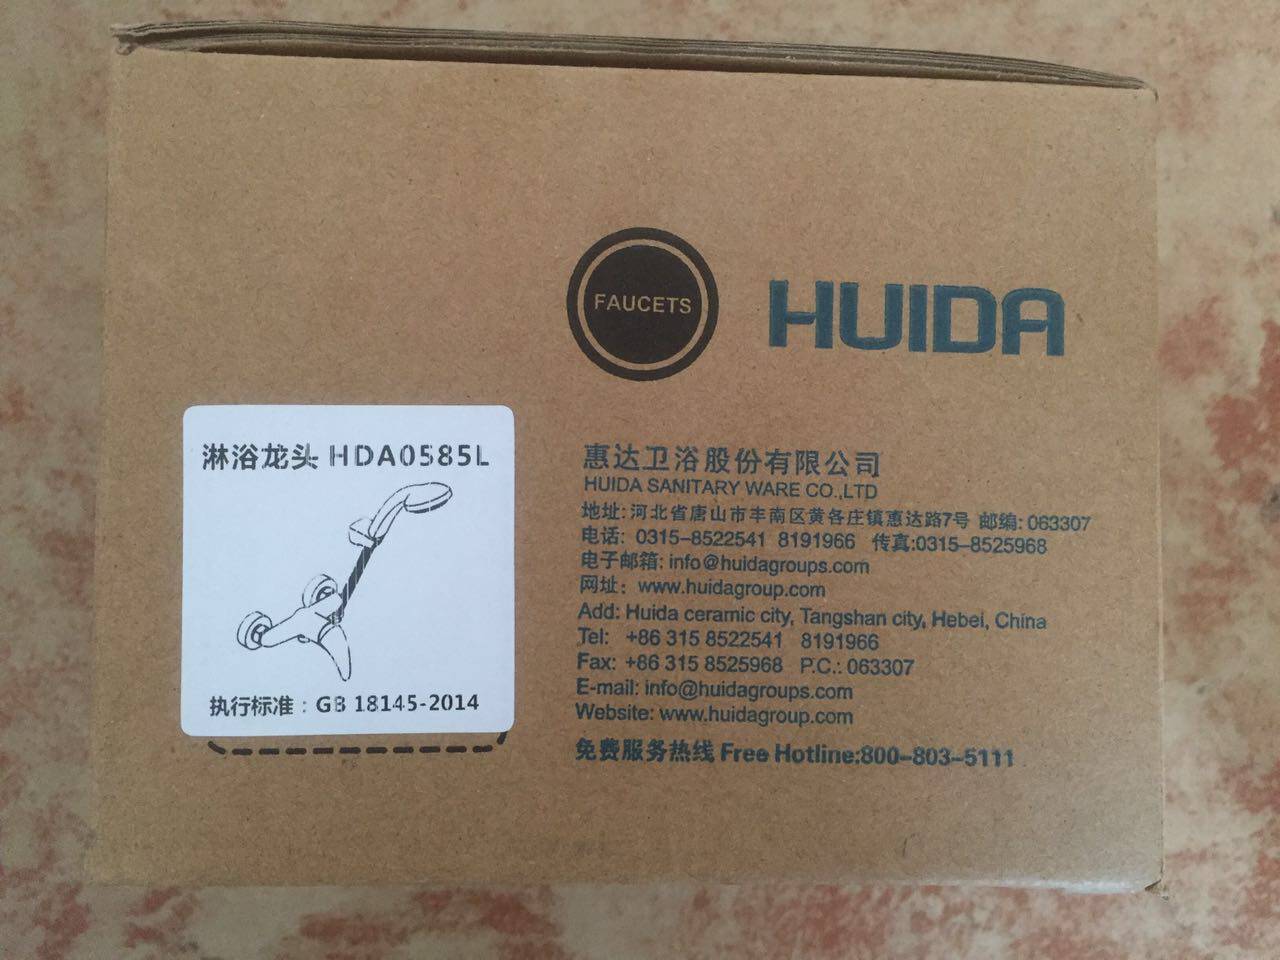 FAUCETS
HUIDA
淋浴龙头 HDA0585L
执行标准：GB 18145-2014
惠达卫浴股份有限公司
HUIDA SANITARY WARE CO.,LTD
地址: 河北省唐山市丰南区黄各庄镇惠达路7号 邮编: 063307
电话: 0315-8522541 8191966 传真:0315-8525968
电子邮箱: info@huidagroups.com
网址: www.huidagroup.com
Add: Huida ceramic city, Tangshan city, Hebei, China
Tel: +86 315 8522541 8191966
Fax: +86 315 8525968 P.C.: 063307
E-mail: info@huidagroups.com
Website: www.huidagroup.com
免费服务热线 Free Hotline:800-803-5111